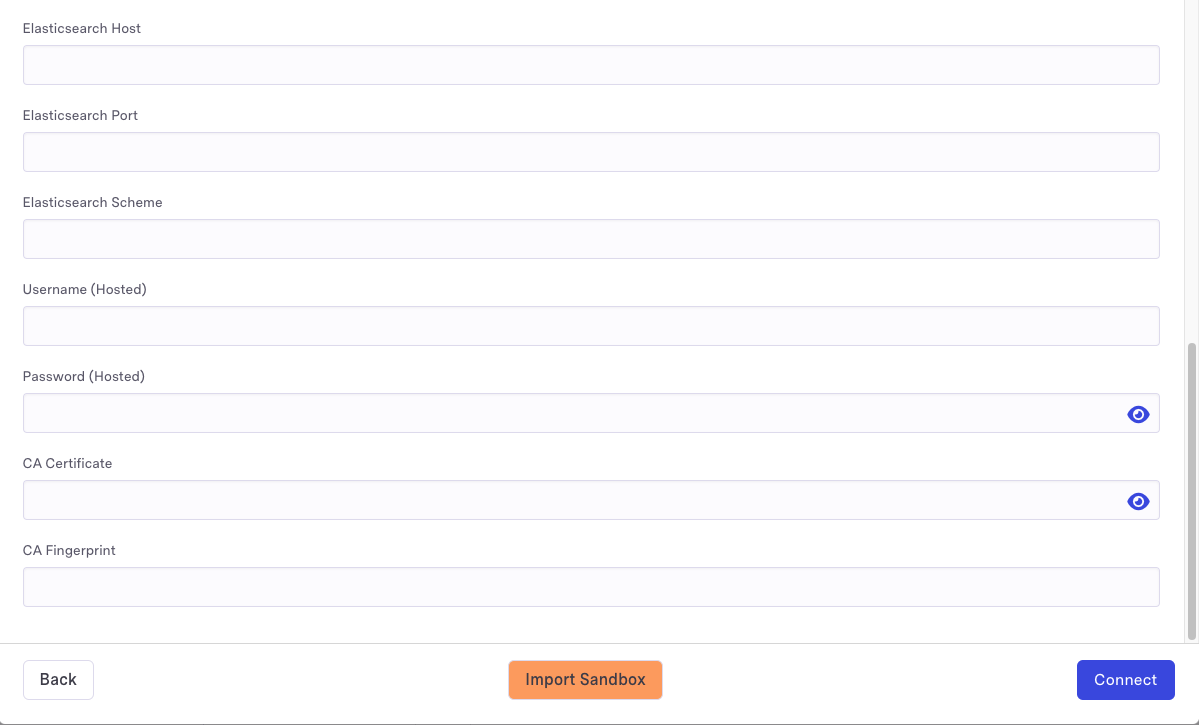 Elasticsearch Host
Elasticsearch Port
Elasticsearch Scheme
Username (Hosted)
Password (Hosted)
CA Certificate
CA Fingerprint
Back
Import Sandbox
Connect